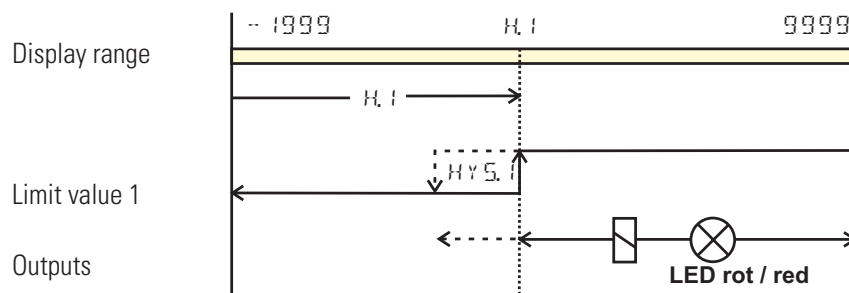 -1999 H.1 9999
Display range
H.1
HYS.1
Limit value 1
LED rot / red
Outputs